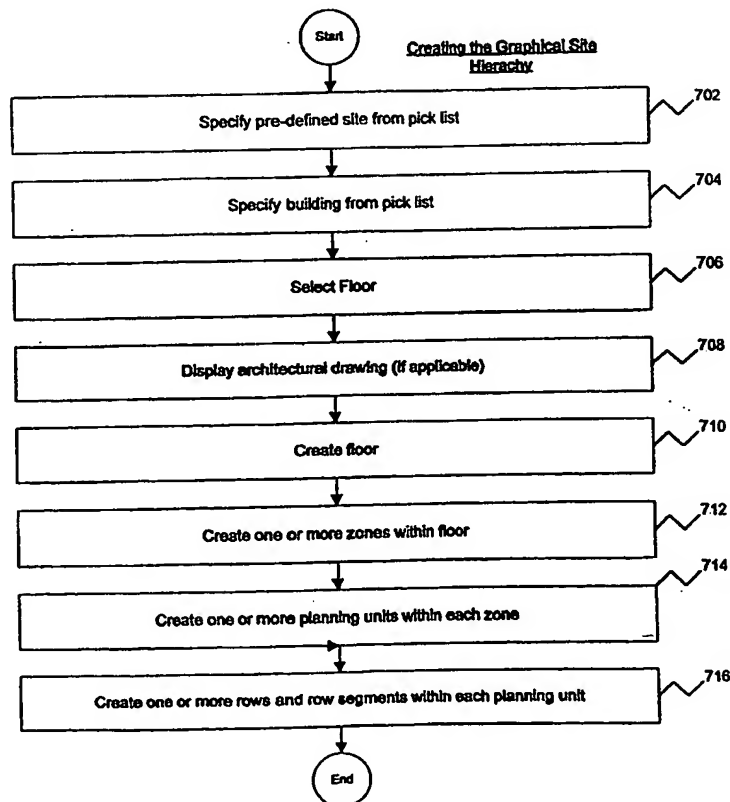 Start
Creating the Graphical Site
Hierachy
Specify pre-defined site from pick list
702
Specify building from pick list
704
Select Floor
706
Display architectural drawing (if applicable)
708
Create floor
710
Create one or more zones within floor
712
Create one or more planning units within each zone
714
Create one or more rows and row segments within each planning unit
716
End